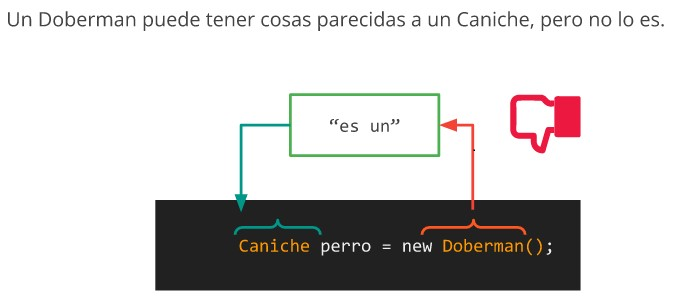 Un Doberman puede tener cosas parecidas a un Caniche, pero no lo es.
“es un”
Caniche perro = new Doberman();